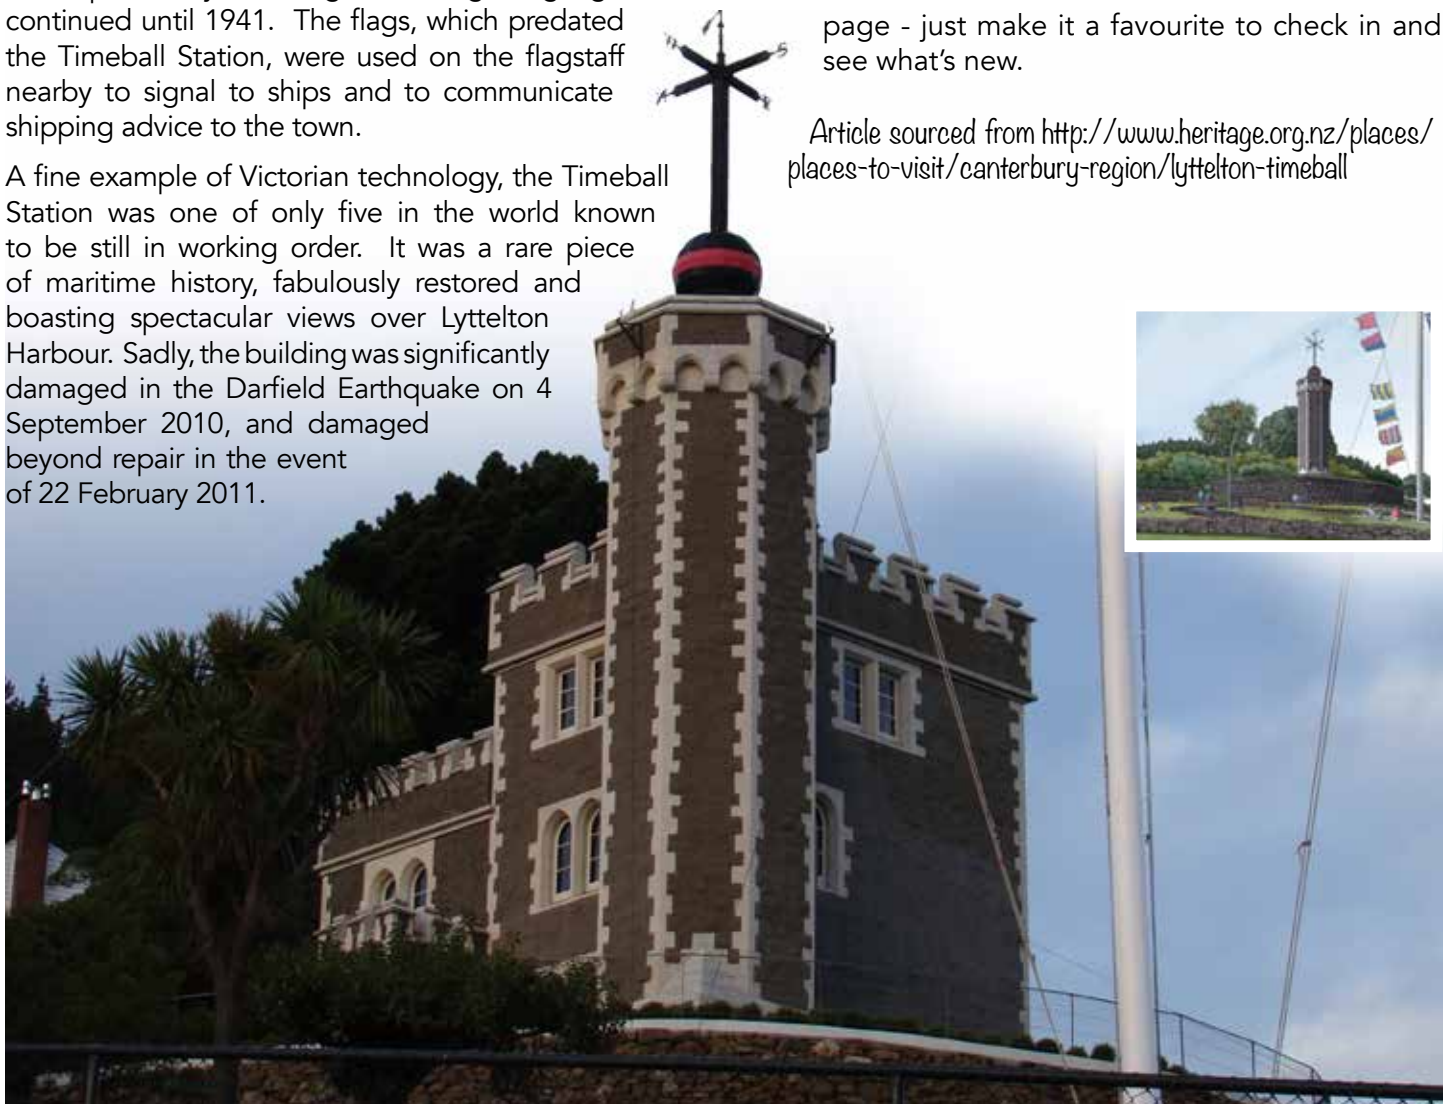 continued until 1941. The flags, which predated
the Timeball Station, were used on the flagstaff
nearby to signal to ships and to communicate
shipping advice to the town.
A fine example of Victorian technology, the Timeball
Station was one of only five in the world known
to be still in working order. It was a rare piece
of maritime history, fabulously restored and
boasting spectacular views over Lyttelton
Harbour. Sadly, the building was significantly
damaged in the Darfield Earthquake on 4
September 2010, and damaged
beyond repair in the event
of 22 February 2011.
page - just make it a favourite to check in and
see what's new.
Article sourced from http://www.heritage.org.nz/places/
places-to-visit/canterbury-region/lyttelton-timeball